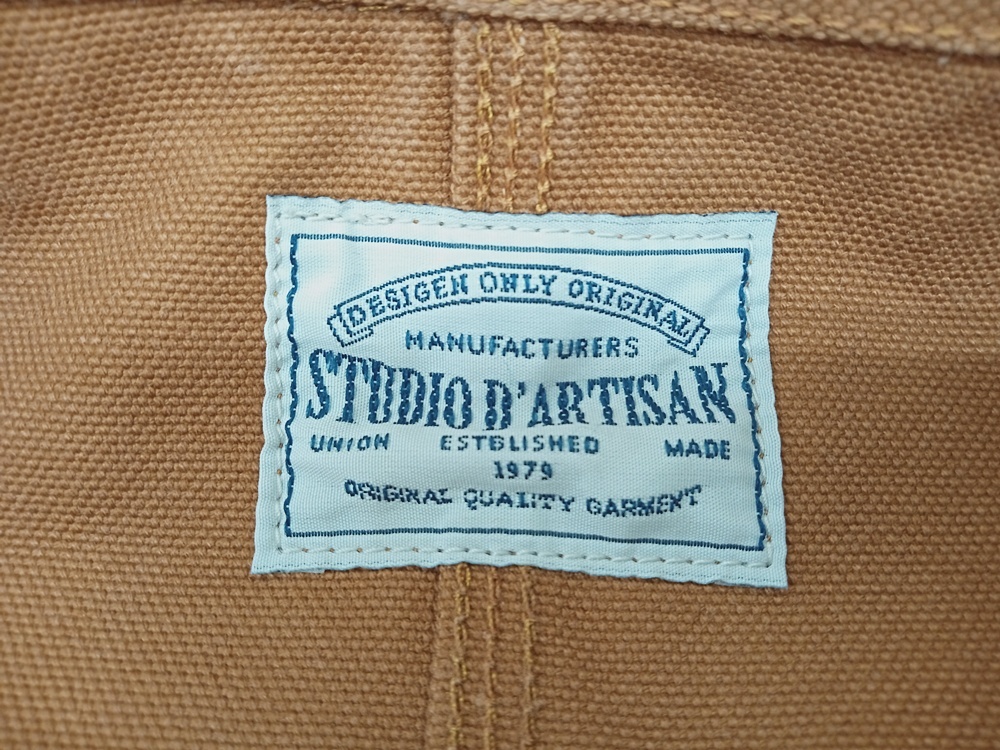 DESIGEN ONLY ORIGINAL
MANUFACTURERS
STUDIO D'ARTISAN
UNION ESTBLISHED MADE
1979
ORIGINAL QUALITY GARMENT